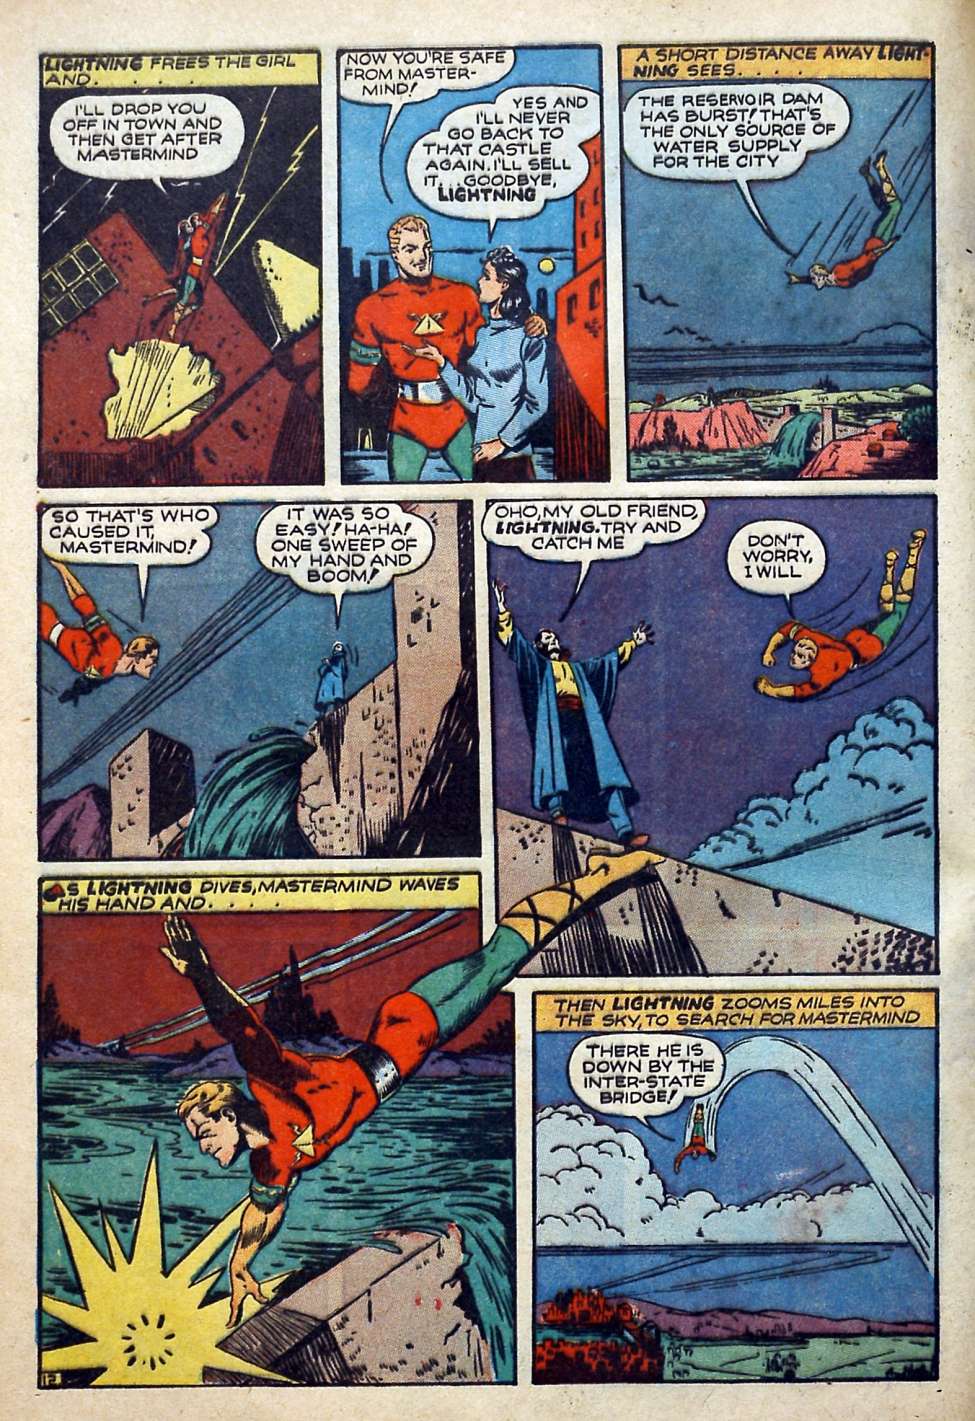 LIGHTNING FREES THE GIRL
AND. . . . .
I'LL DROP YOU
OFF IN TOWN AND
THEN GET AFTER
MASTERMIND
NOW YOU'RE SAFE
FROM MASTER-
MIND!
YES AND
I'LL NEVER
GO BACK TO
THAT CASTLE
AGAIN. I'LL SELL
IT. . . GOODBYE,
LIGHTNING
A SHORT DISTANCE AWAY LIGHT-
NING SEES. . . .
THE RESERVOIR DAM
HAS BURST! THAT'S
THE ONLY SOURCE OF
WATER SUPPLY
FOR THE CITY
SO THAT'S WHO
CAUSED IT,
MASTERMIND!
IT WAS SO
EASY! HA-HA!
ONE SWEEP OF
MY HAND AND
BOOM!
OHO, MY OLD FRIEND,
LIGHTNING. TRY AND
CATCH ME
DON'T
WORRY,
I WILL
AS LIGHTNING DIVES, MASTERMIND WAVES
HIS HAND AND. . . . .
12
THEN LIGHTNING ZOOMS MILES INTO
THE SKY, TO SEARCH FOR MASTERMIND
THERE HE IS
DOWN BY THE
INTER-STATE
BRIDGE!